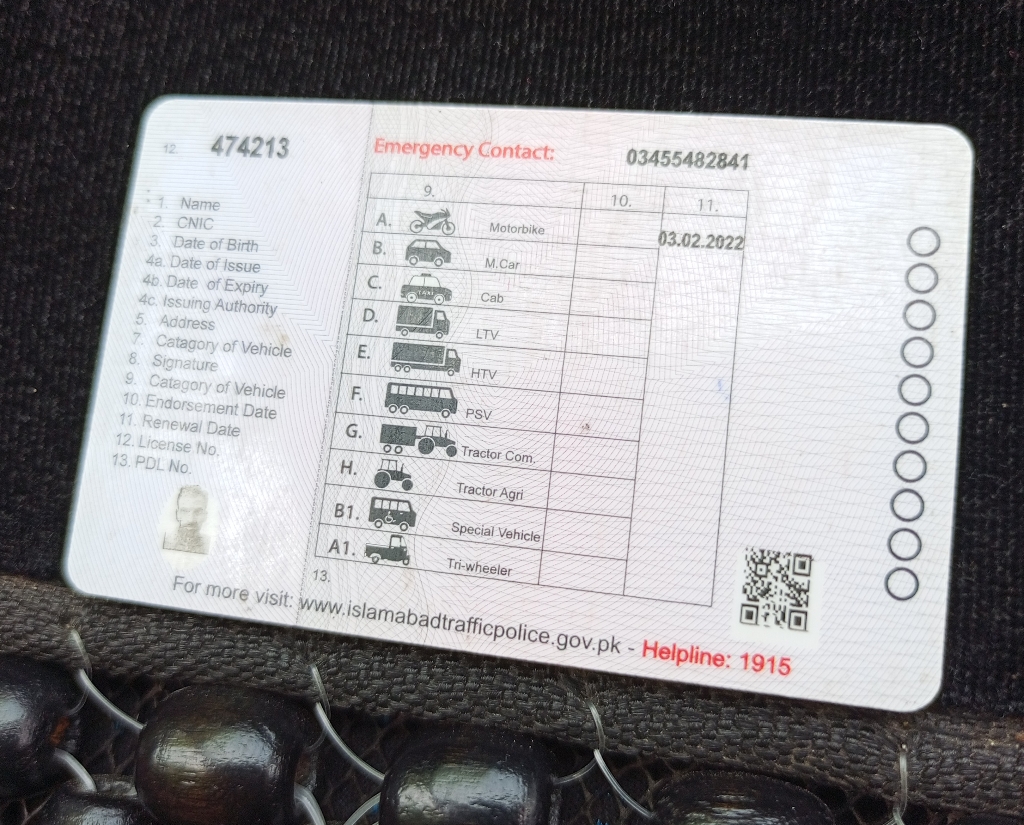 12. 474213
Emergency Contact: 03455482841
1. Name
2. CNIC
3. Date of Birth
4a. Date of Issue
4b. Date of Expiry
4c. Issuing Authority
5. Address
7. Catagory of Vehicle
8. Signature
9. Catagory of Vehicle
10. Endorsement Date
11. Renewal Date
12. License No.
13. PDL No.
9. 10. 11.
A. Motorbike 03.02.2022
B. M.Car
C. TAXI Cab
D. LTV
E. HTV
F. PSV
G. Tractor Com.
H. Tractor Agri
B1. Special Vehicle
A1. Tri-wheeler
13.
For more visit: www.islamabadtrafficpolice.gov.pk - Helpline: 1915